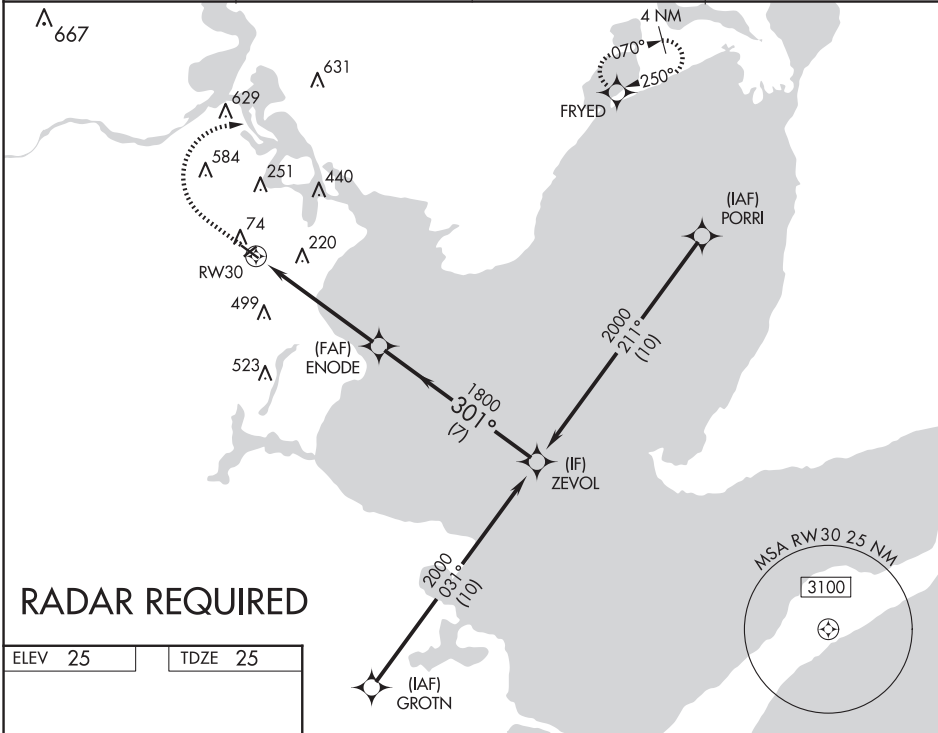 667
4 NM
070°
250°
FRYED
631
629
584
251
440
74
220
RW30
499
523
(IAF)
PORRI
2000
211°
(10)
(FAF)
ENODE
1800
301°
(7)
(IF)
ZEVOL
2000
031°
(10)
(IAF)
GROTN
MSA RW30 25 NM
3100
RADAR REQUIRED
ELEV 25
TDZE 25